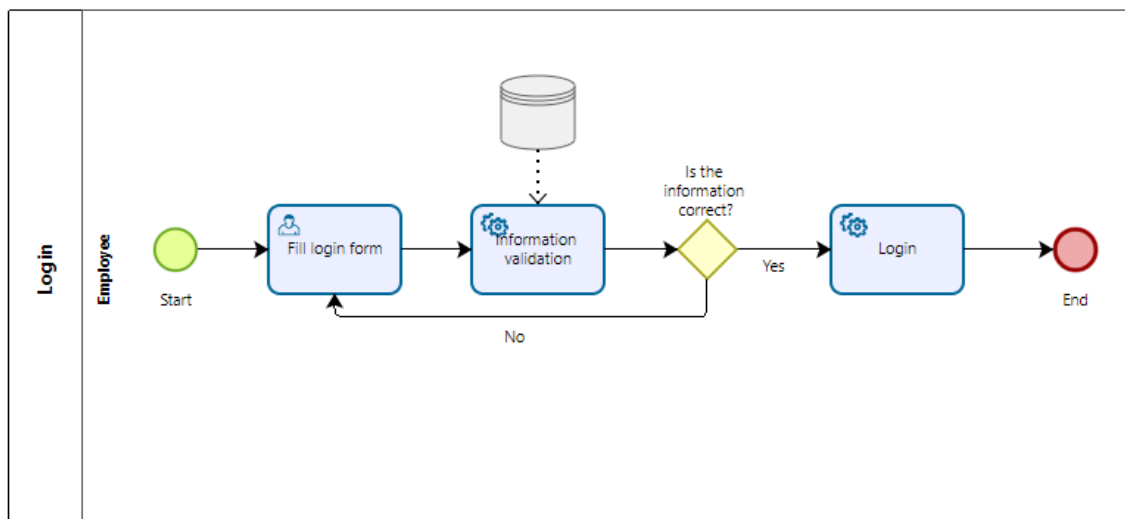 Login
Employee
Start
Fill login form
Information
validation
Is the
information
correct?
Yes
No
Login
End